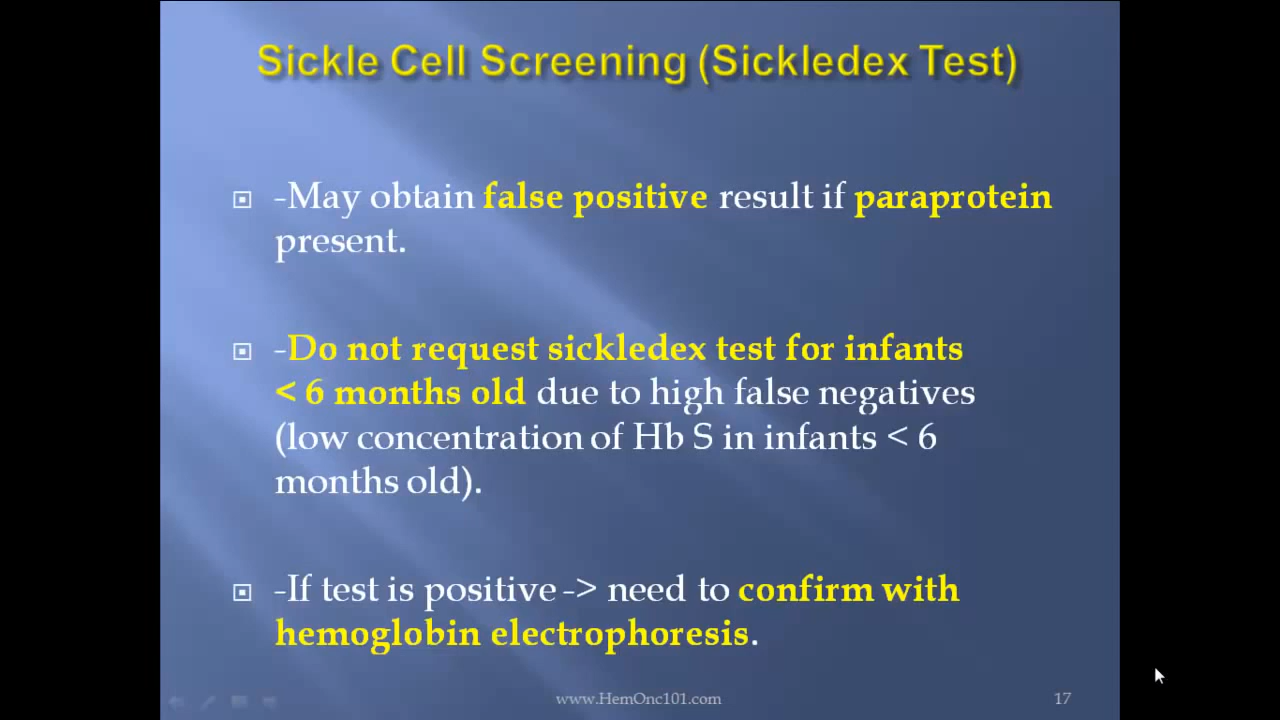 Sickle Cell Screening (Sickledex Test)
-May obtain false positive result if paraprotein
present.
-Do not request sickledex test for infants
< 6 months old due to high false negatives
(low concentration of Hb S in infants < 6
months old).
-If test is positive -> need to confirm with
hemoglobin electrophoresis.
www.HemOnc101.com
17